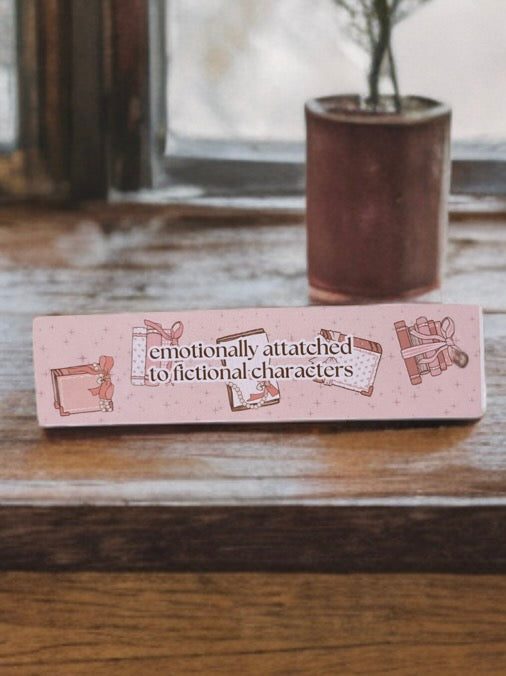 emotionally attatched
to fictional characters